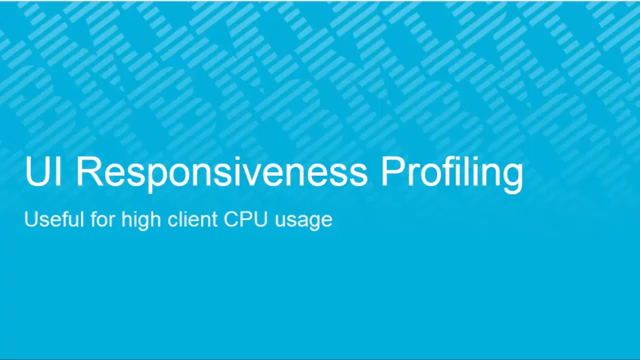 UI Responsiveness Profiling
Useful for high client CPU usage